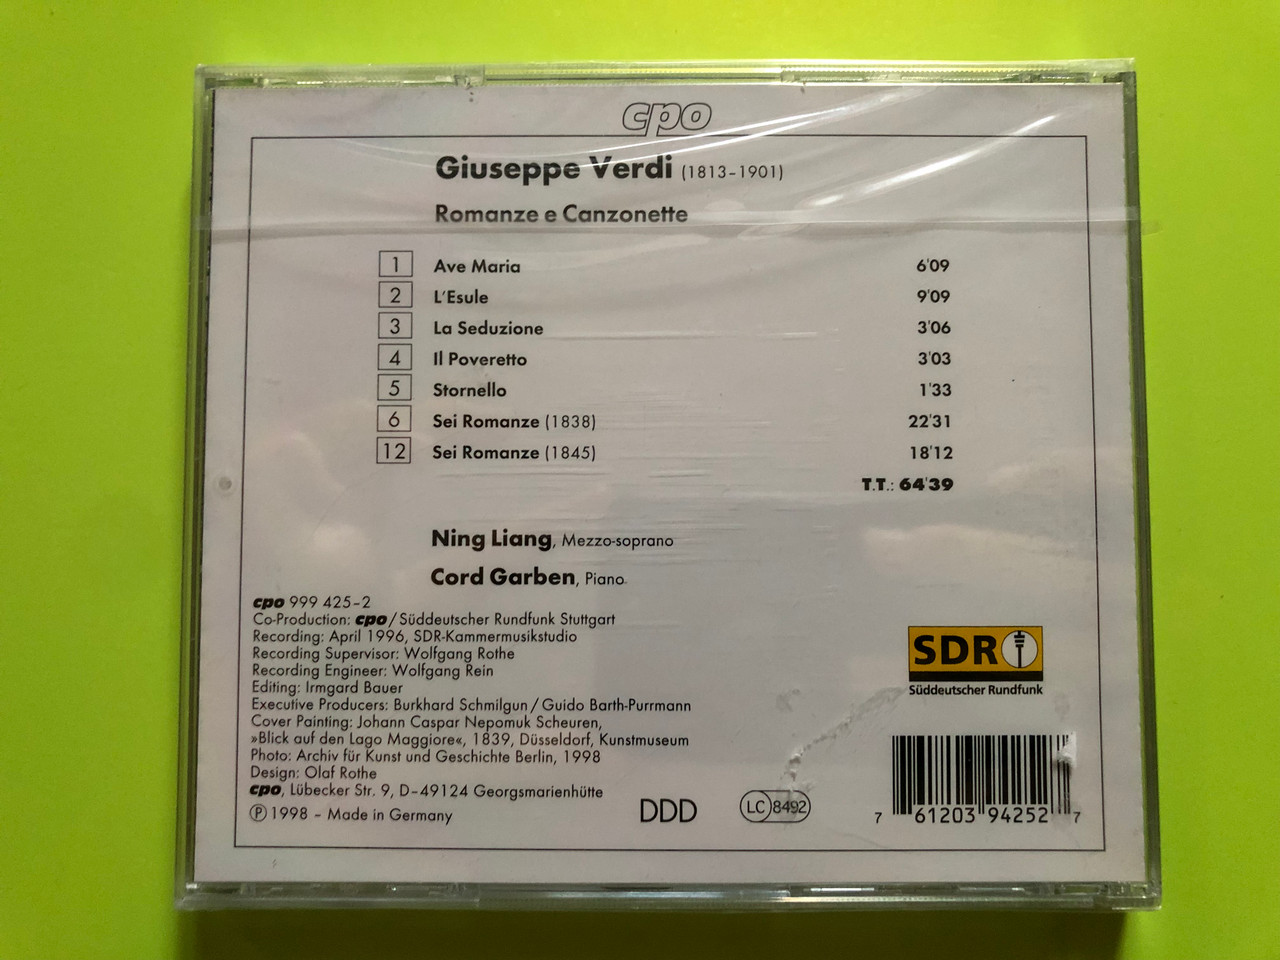 cpo
Giuseppe Verdi (1813–1901)
Romanze e Canzonette
1 Ave Maria 6'09
2 L'Esule 9'09
3 La Seduzione 3'06
4 Il Poveretto 3'03
5 Stornello 1'33
6 Sei Romanze (1838) 22'31
12 Sei Romanze (1845) 18'12
T.T.: 64'39
Ning Liang, Mezzo-soprano
Cord Garben, Piano
cpo 999 425–2
Co-Production: cpo/Süddeutscher Rundfunk Stuttgart
Recording: April 1996, SDR-Kammermusikstudio
Recording Supervisor: Wolfgang Rothe
Recording Engineer: Wolfgang Rein
Editing: Irmgard Bauer
Executive Producers: Burkhard Schmilgun/Guido Barth-Purrmann
Cover Painting: Johann Caspar Nepomuk Scheuren,
»Blick auf den Lago Maggiore«, 1839, Düsseldorf, Kunstmuseum
Photo: Archiv für Kunst und Geschichte Berlin, 1998
Design: Olaf Rothe
cpo, Lübecker Str. 9, D–49124 Georgsmarienhütte
℗ 1998 – Made in Germany
DDD
LC 8492
SDR
Süddeutscher Rundfunk
7 61203 94252 7